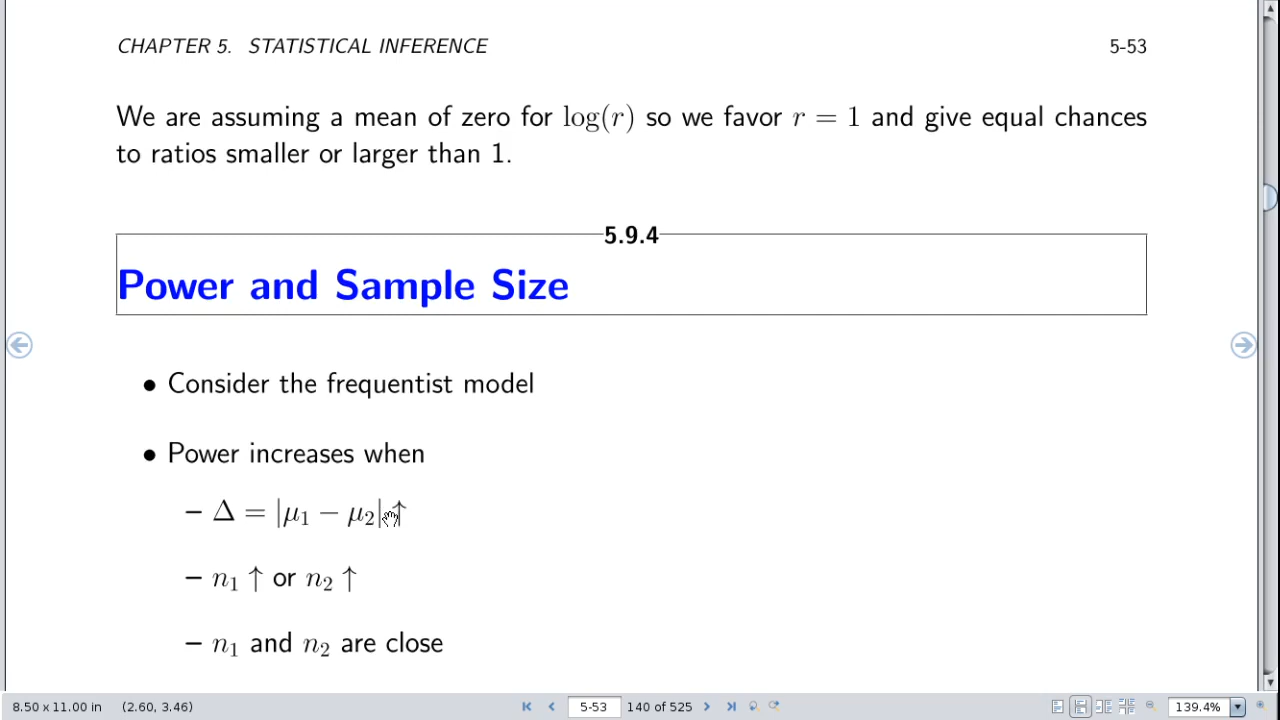 CHAPTER 5. STATISTICAL INFERENCE 5-53
We are assuming a mean of zero for log(r) so we favor r = 1 and give equal chances
to ratios smaller or larger than 1.
5.9.4
Power and Sample Size
• Consider the frequentist model
• Power increases when
– Δ = |μ₁ − μ₂| ↑
– n₁ ↑ or n₂ ↑
– n₁ and n₂ are close
8.50 x 11.00 in (2.60, 3.46) 5-53 140 of 525 139.4%